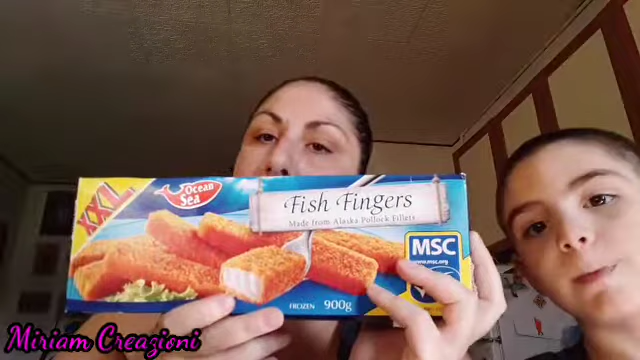 XXL
Ocean
Sea
Fish Fingers
Made from Alaska Pollock Fillets
MSC
www.msc.org
FROZEN 900g
Miriam Creazioni